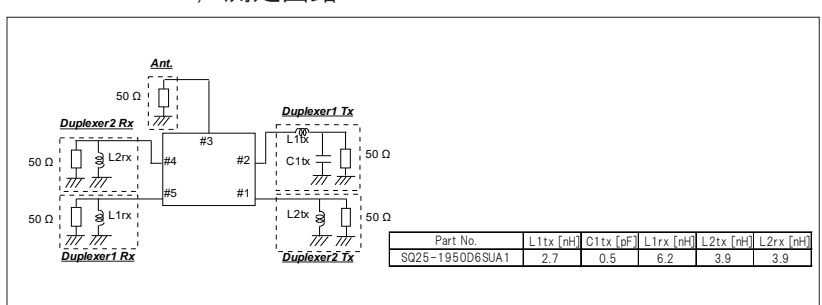 Ant.
50 Ω
#3
Duplexer2 Rx
50 Ω
L2rx
#4
Duplexer1 Tx
L1tx
C1tx
50 Ω
#2
#5
#1
50 Ω
L1rx
Duplexer1 Rx
L2tx
50 Ω
Duplexer2 Tx
Part No. L1tx [nH] C1tx [pF] L1rx [nH] L2tx [nH] L2rx [nH]
SQ25-1950D6SUA1 2.7 0.5 6.2 3.9 3.9